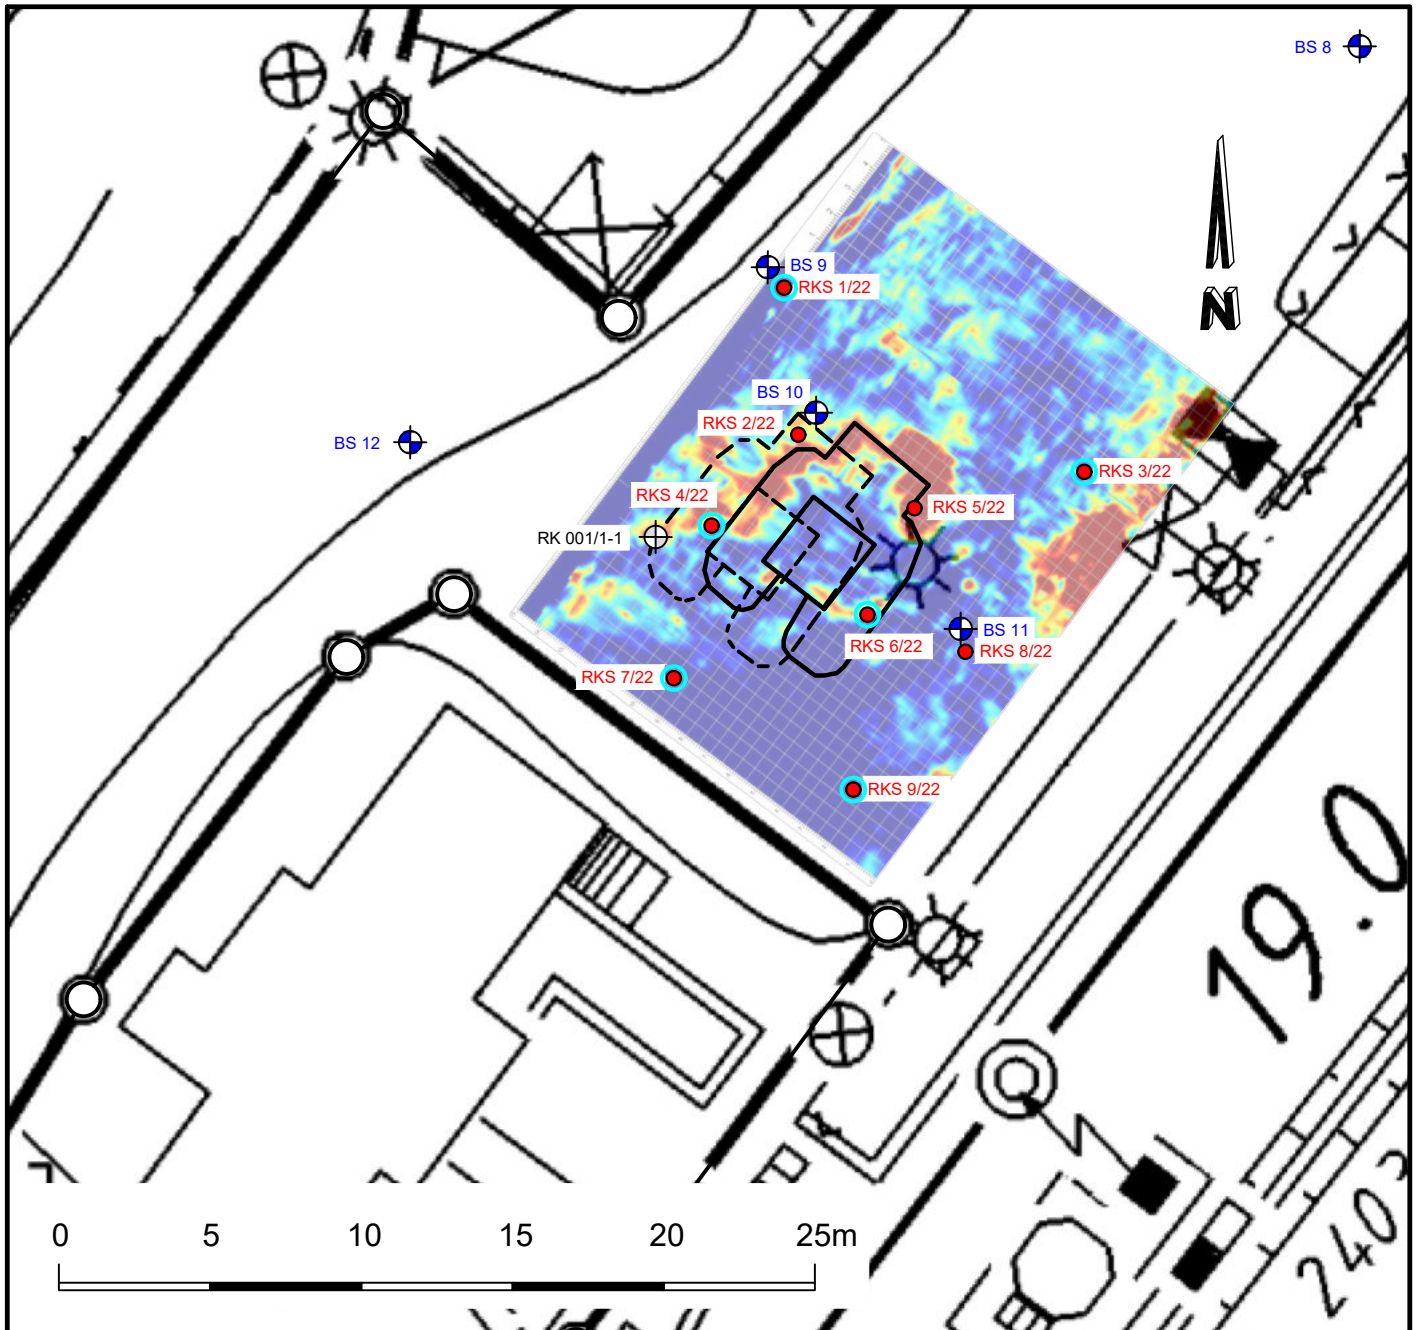 BS 8
N
BS 9
RKS 1/22
BS 10
RKS 2/22
BS 12
RKS 3/22
RKS 4/22
RKS 5/22
RK 001/1-1
BS 11
RKS 6/22
RKS 8/22
RKS 7/22
RKS 9/22
19.0
240
0 5 10 15 20 25m